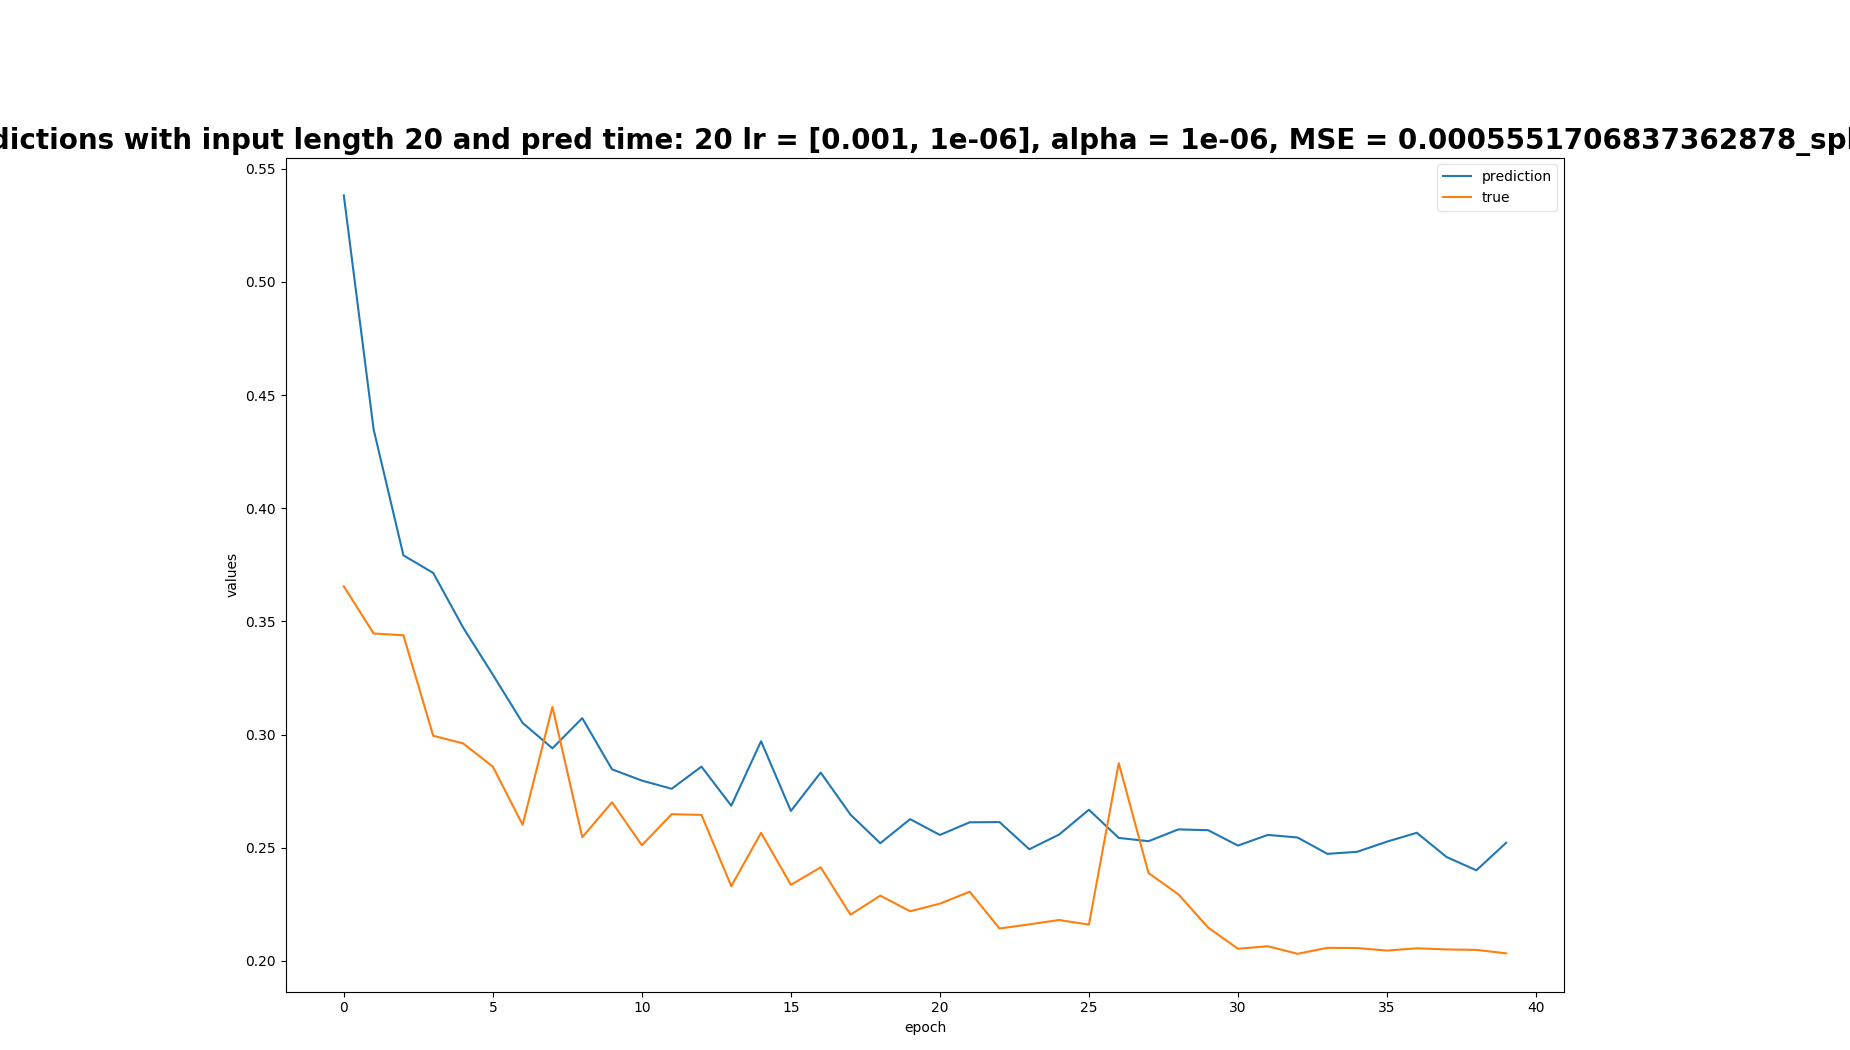 dictions with input length 20 and pred time: 20 lr = [0.001, 1e-06], alpha = 1e-06, MSE = 0.0005551706837362878_spl
prediction
true
0.55
0.50
0.45
0.40
0.35
0.30
0.25
0.20
values
0 5 10 15 20 25 30 35 40
epoch